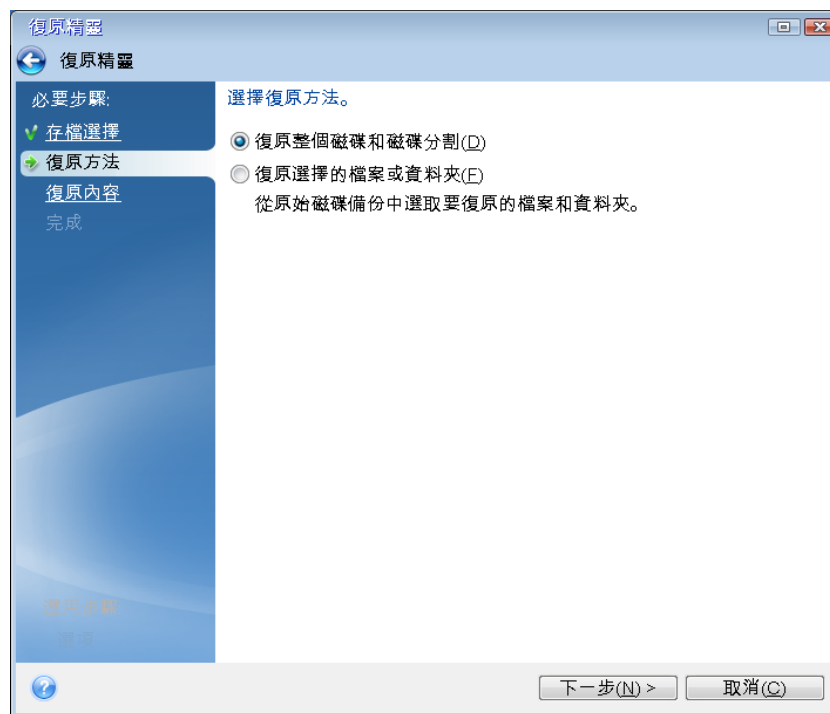 復原精靈
復原精靈
必要步驟:
存檔選擇
復原方法
復原內容
完成
選擇復原方法。
復原整個磁碟和磁碟分割(D)
復原選擇的檔案或資料夾(F)
從原始磁碟備份中選取要復原的檔案和資料夾。
下一步(N) >
取消(C)